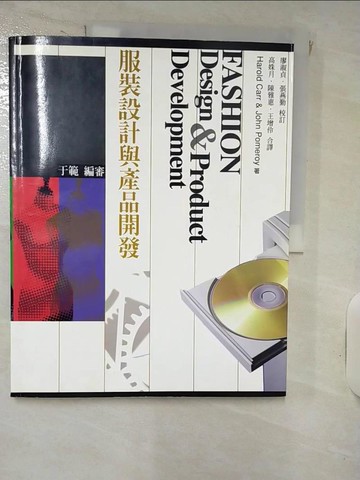 FASHION
Design & Product
Development
服裝設計與產品開發
Harold Carr & John Pomeroy 著
廖淑貞．張燕勤 校訂
高姝月．陳雅惠．王增伶 合譯
于範 編審